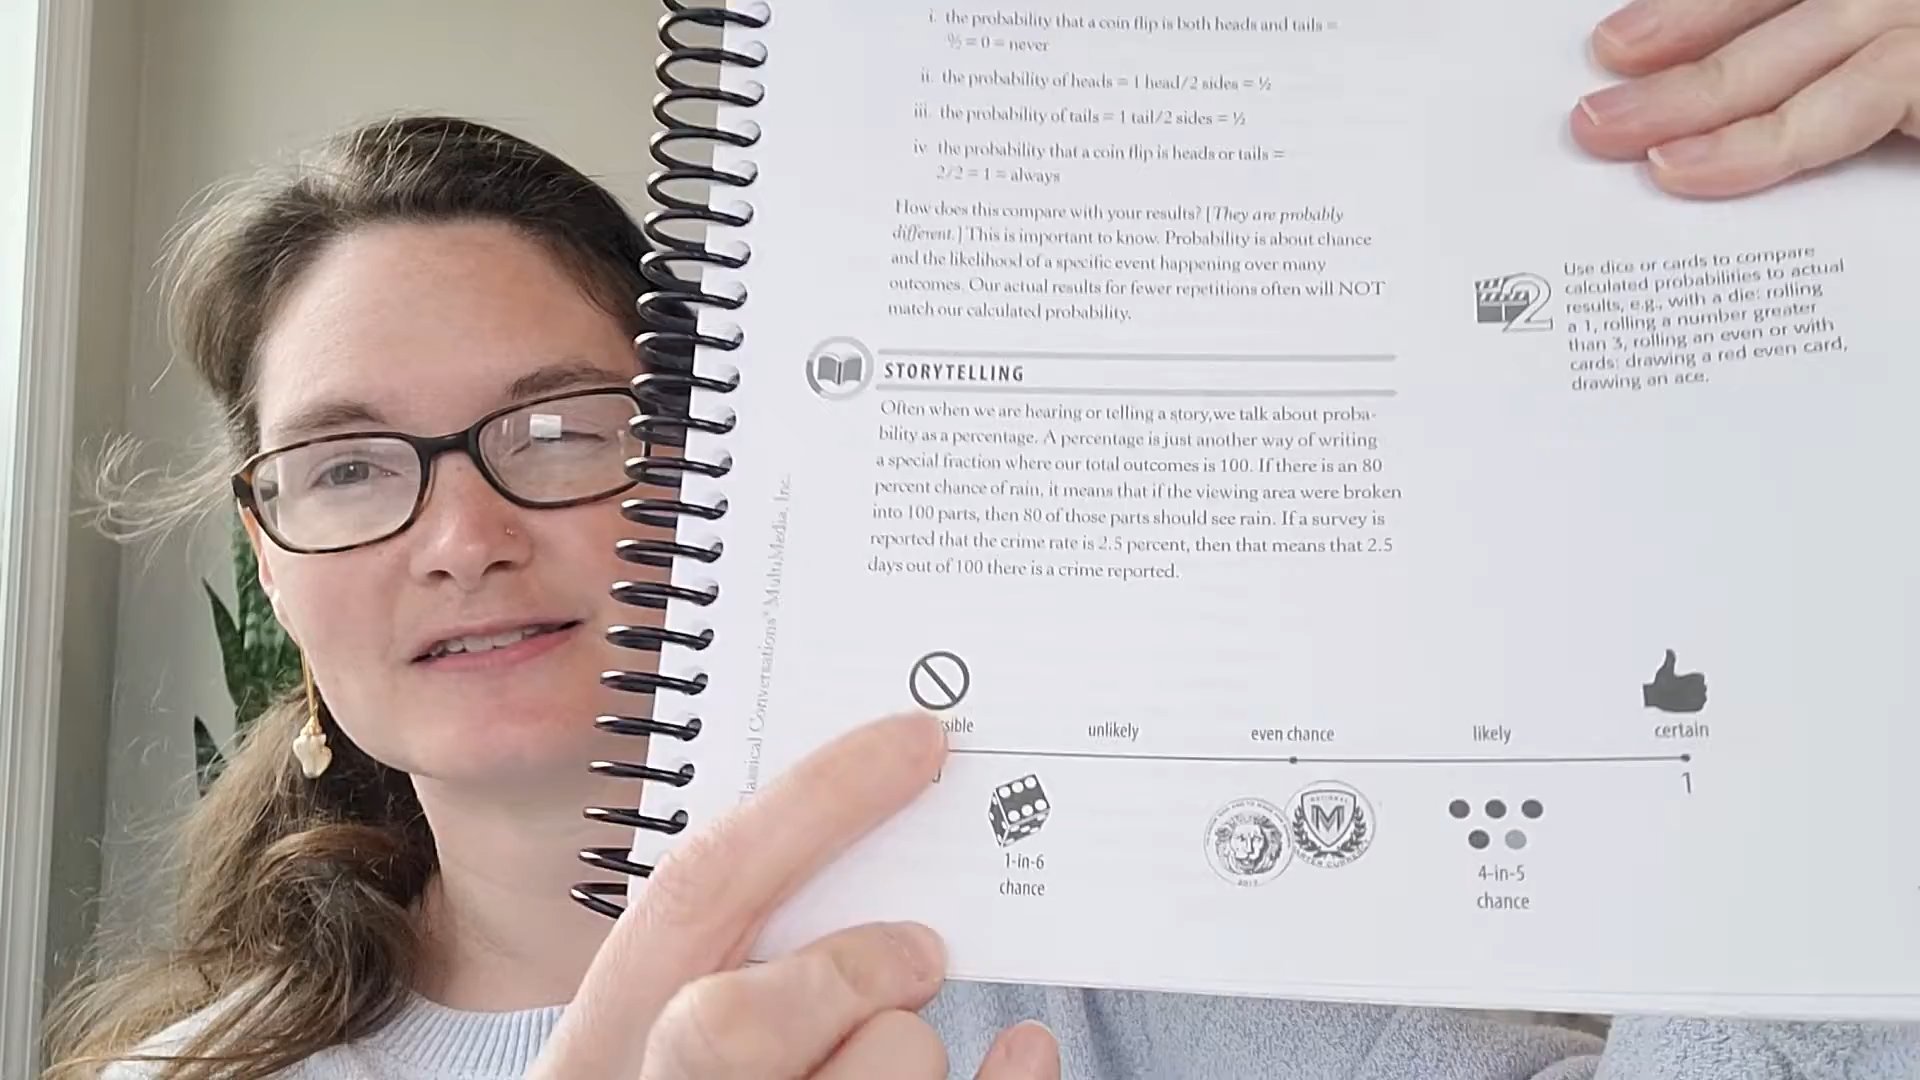 i. the probability that a coin flip is both heads and tails =
0/2 = 0 = never
ii. the probability of heads = 1 head/2 sides = ½
iii. the probability of tails = 1 tail/2 sides = ½
iv. the probability that a coin flip is heads or tails =
2/2 = 1 = always
How does this compare with your results? [They are probably
different.] This is important to know. Probability is about chance
and the likelihood of a specific event happening over many
outcomes. Our actual results for fewer repetitions often will NOT
match our calculated probability.
Use dice or cards to compare
calculated probabilities to actual
results, e.g., with a die: rolling
a 1, rolling a number greater
than 3, rolling an even or with
cards: drawing a red even card,
drawing an ace.
2
STORYTELLING
Often when we are hearing or telling a story, we talk about proba-
bility as a percentage. A percentage is just another way of writing
a special fraction where our total outcomes is 100. If there is an 80
percent chance of rain, it means that if the viewing area were broken
into 100 parts, then 80 of those parts should see rain. If a survey is
reported that the crime rate is 2.5 percent, then that means that 2.5
days out of 100 there is a crime reported.
lassical Conversations® MultiMedia, Inc.
sible unlikely even chance likely certain
1
M
2017
1-in-6
chance
4-in-5
chance